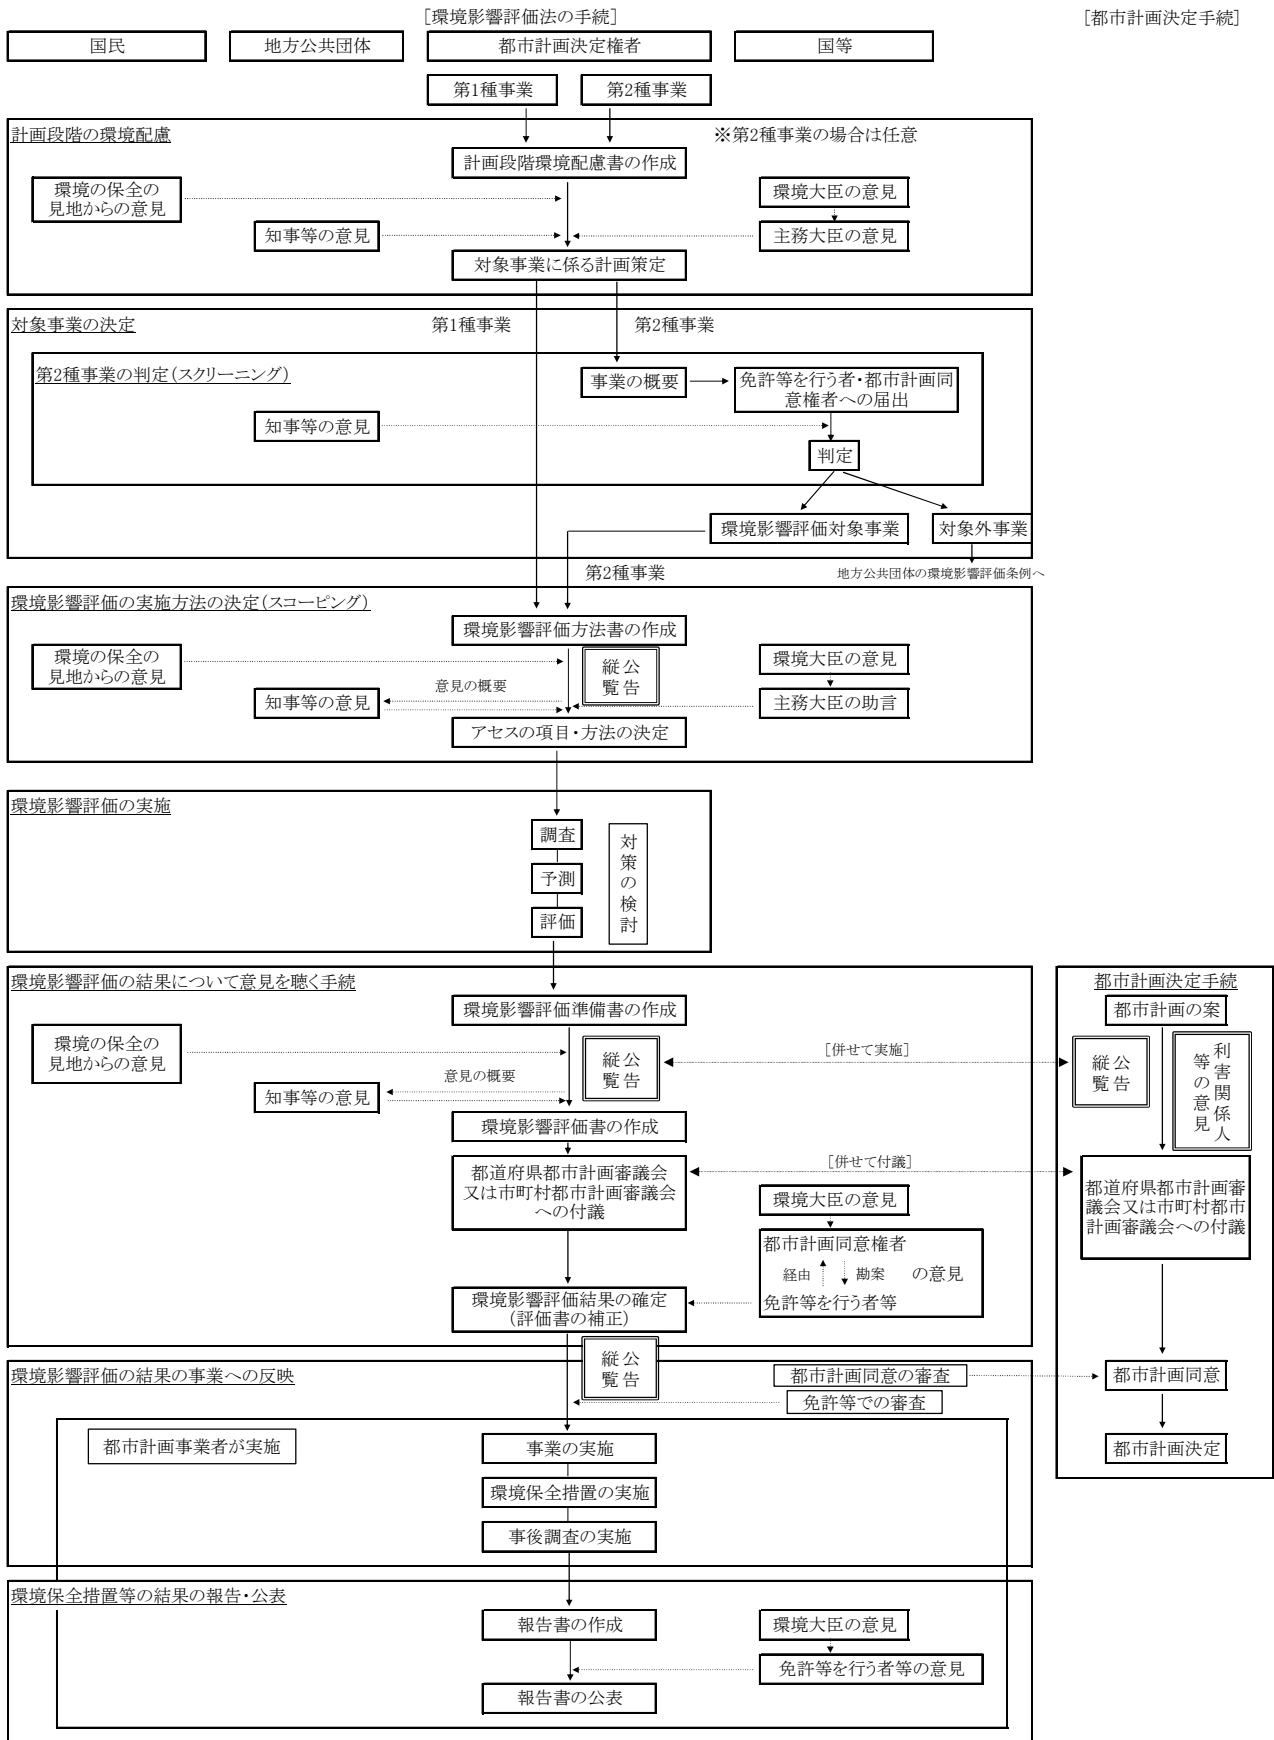 [環境影響評価法の手続]
[都市計画決定手続]
国民
地方公共団体
都市計画決定権者
国等
第1種事業
第2種事業
計画段階の環境配慮
※第2種事業の場合は任意
計画段階環境配慮書の作成
環境の保全の
見地からの意見
環境大臣の意見
知事等の意見
主務大臣の意見
対象事業に係る計画策定
対象事業の決定
第1種事業
第2種事業
第2種事業の判定(スクリーニング)
事業の概要
免許等を行う者・都市計画同
意権者への届出
知事等の意見
判定
環境影響評価対象事業
対象外事業
第2種事業
地方公共団体の環境影響評価条例へ
環境影響評価の実施方法の決定(スコーピング)
環境影響評価方法書の作成
環境の保全の
見地からの意見
公告
縦覧
環境大臣の意見
意見の概要
知事等の意見
主務大臣の助言
アセスの項目・方法の決定
環境影響評価の実施
調査
予測
評価
対策の検討
環境影響評価の結果について意見を聴く手続
環境影響評価準備書の作成
環境の保全の
見地からの意見
公告
縦覧
[併せて実施]
意見の概要
知事等の意見
環境影響評価書の作成
都道府県都市計画審議会
又は市町村都市計画審議会
への付議
[併せて付議]
環境大臣の意見
都市計画同意権者
経由
勘案
の意見
免許等を行う者等
環境影響評価結果の確定
(評価書の補正)
都市計画決定手続
都市計画の案
公告
縦覧
利害関係人
等の意見
都道府県都市計画審
議会又は市町村都市
計画審議会への付議
都市計画同意
都市計画決定
環境影響評価の結果の事業への反映
公告
縦覧
都市計画同意の審査
免許等での審査
都市計画事業者が実施
事業の実施
環境保全措置の実施
事後調査の実施
環境保全措置等の結果の報告・公表
報告書の作成
環境大臣の意見
免許等を行う者等の意見
報告書の公表